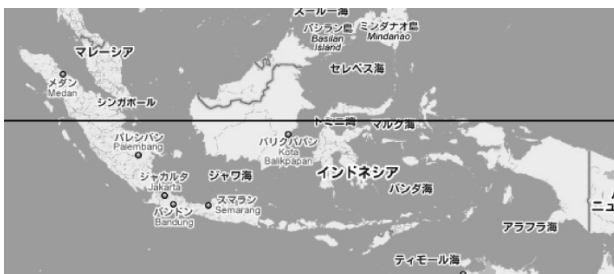 スールー海
バシラン島
Basilan
Island
ミンダナオ島
Mindanao
マレーシア
セレベス海
メダン
Medan
シンガポール
トミニ湾
マルク海
パレンバン
Palembang
バリクパパン
Kota
Balikpapan
インドネシア
ジャカルタ
Jakarta
ジャワ海
バンダ海
バンドン
Bandung
スマラン
Semarang
アラフラ海
ニュ
ティモール海